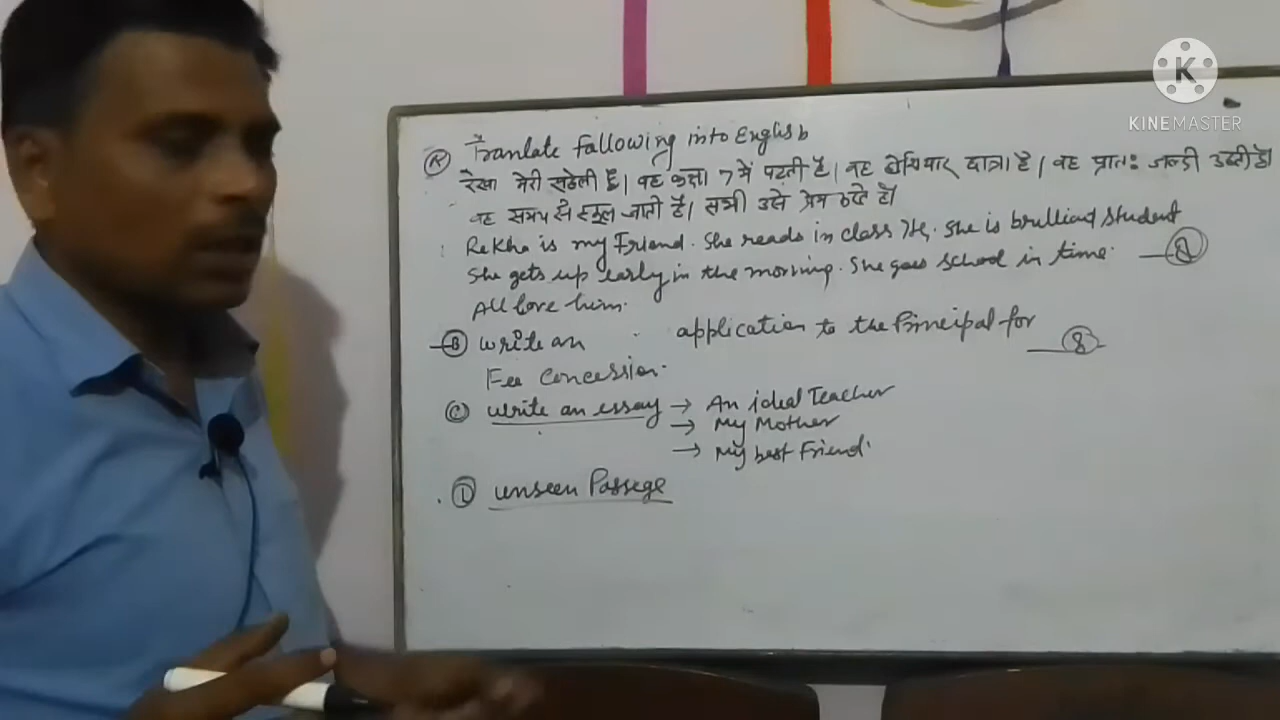 K
KINEMASTER
(A) Tranlate Following into English
रेखा मेरी सहेली है। वह कक्षा 7 में पढ़ती है। वह होशियार छात्रा है। वह प्रातः जल्दी उठती है।
वह समय से स्कूल जाती है। सभी उसे प्रेम करते हैं।
Rekha is my Friend. She reads in class 7th. She is brilliant student
She gets up early in the morning. She goes school in time. 8
All love him.
(B) write an application to the Principal for 8
Fee Concession.
(C) write an essay → An ideal Teacher
→ My Mother
→ My best Friend
(D) unseen Passege